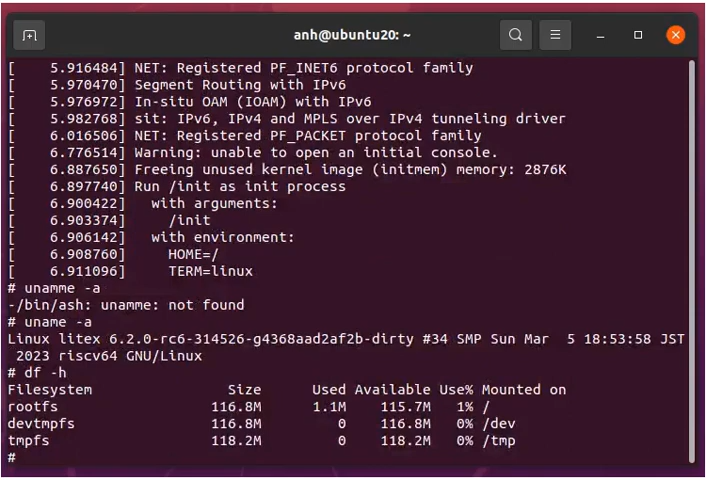 anh@ubuntu20: ~
[    5.916484] NET: Registered PF_INET6 protocol family
[    5.970470] Segment Routing with IPv6
[    5.976972] In-situ OAM (IOAM) with IPv6
[    5.982768] sit: IPv6, IPv4 and MPLS over IPv4 tunneling driver
[    6.016506] NET: Registered PF_PACKET protocol family
[    6.776514] Warning: unable to open an initial console.
[    6.887650] Freeing unused kernel image (initmem) memory: 2876K
[    6.897740] Run /init as init process
[    6.900422]   with arguments:
[    6.903374]     /init
[    6.906142]   with environment:
[    6.908760]     HOME=/
[    6.911096]     TERM=linux
# unamme -a
-/bin/ash: unamme: not found
# uname -a
Linux litex 6.2.0-rc6-314526-g4368aad2af2b-dirty #34 SMP Sun Mar  5 18:53:58 JST
 2023 riscv64 GNU/Linux
# df -h
Filesystem                Size      Used Available Use% Mounted on
rootfs                  116.8M      1.1M    115.7M   1% /
devtmpfs                116.8M         0    116.8M   0% /dev
tmpfs                   118.2M         0    118.2M   0% /tmp
#